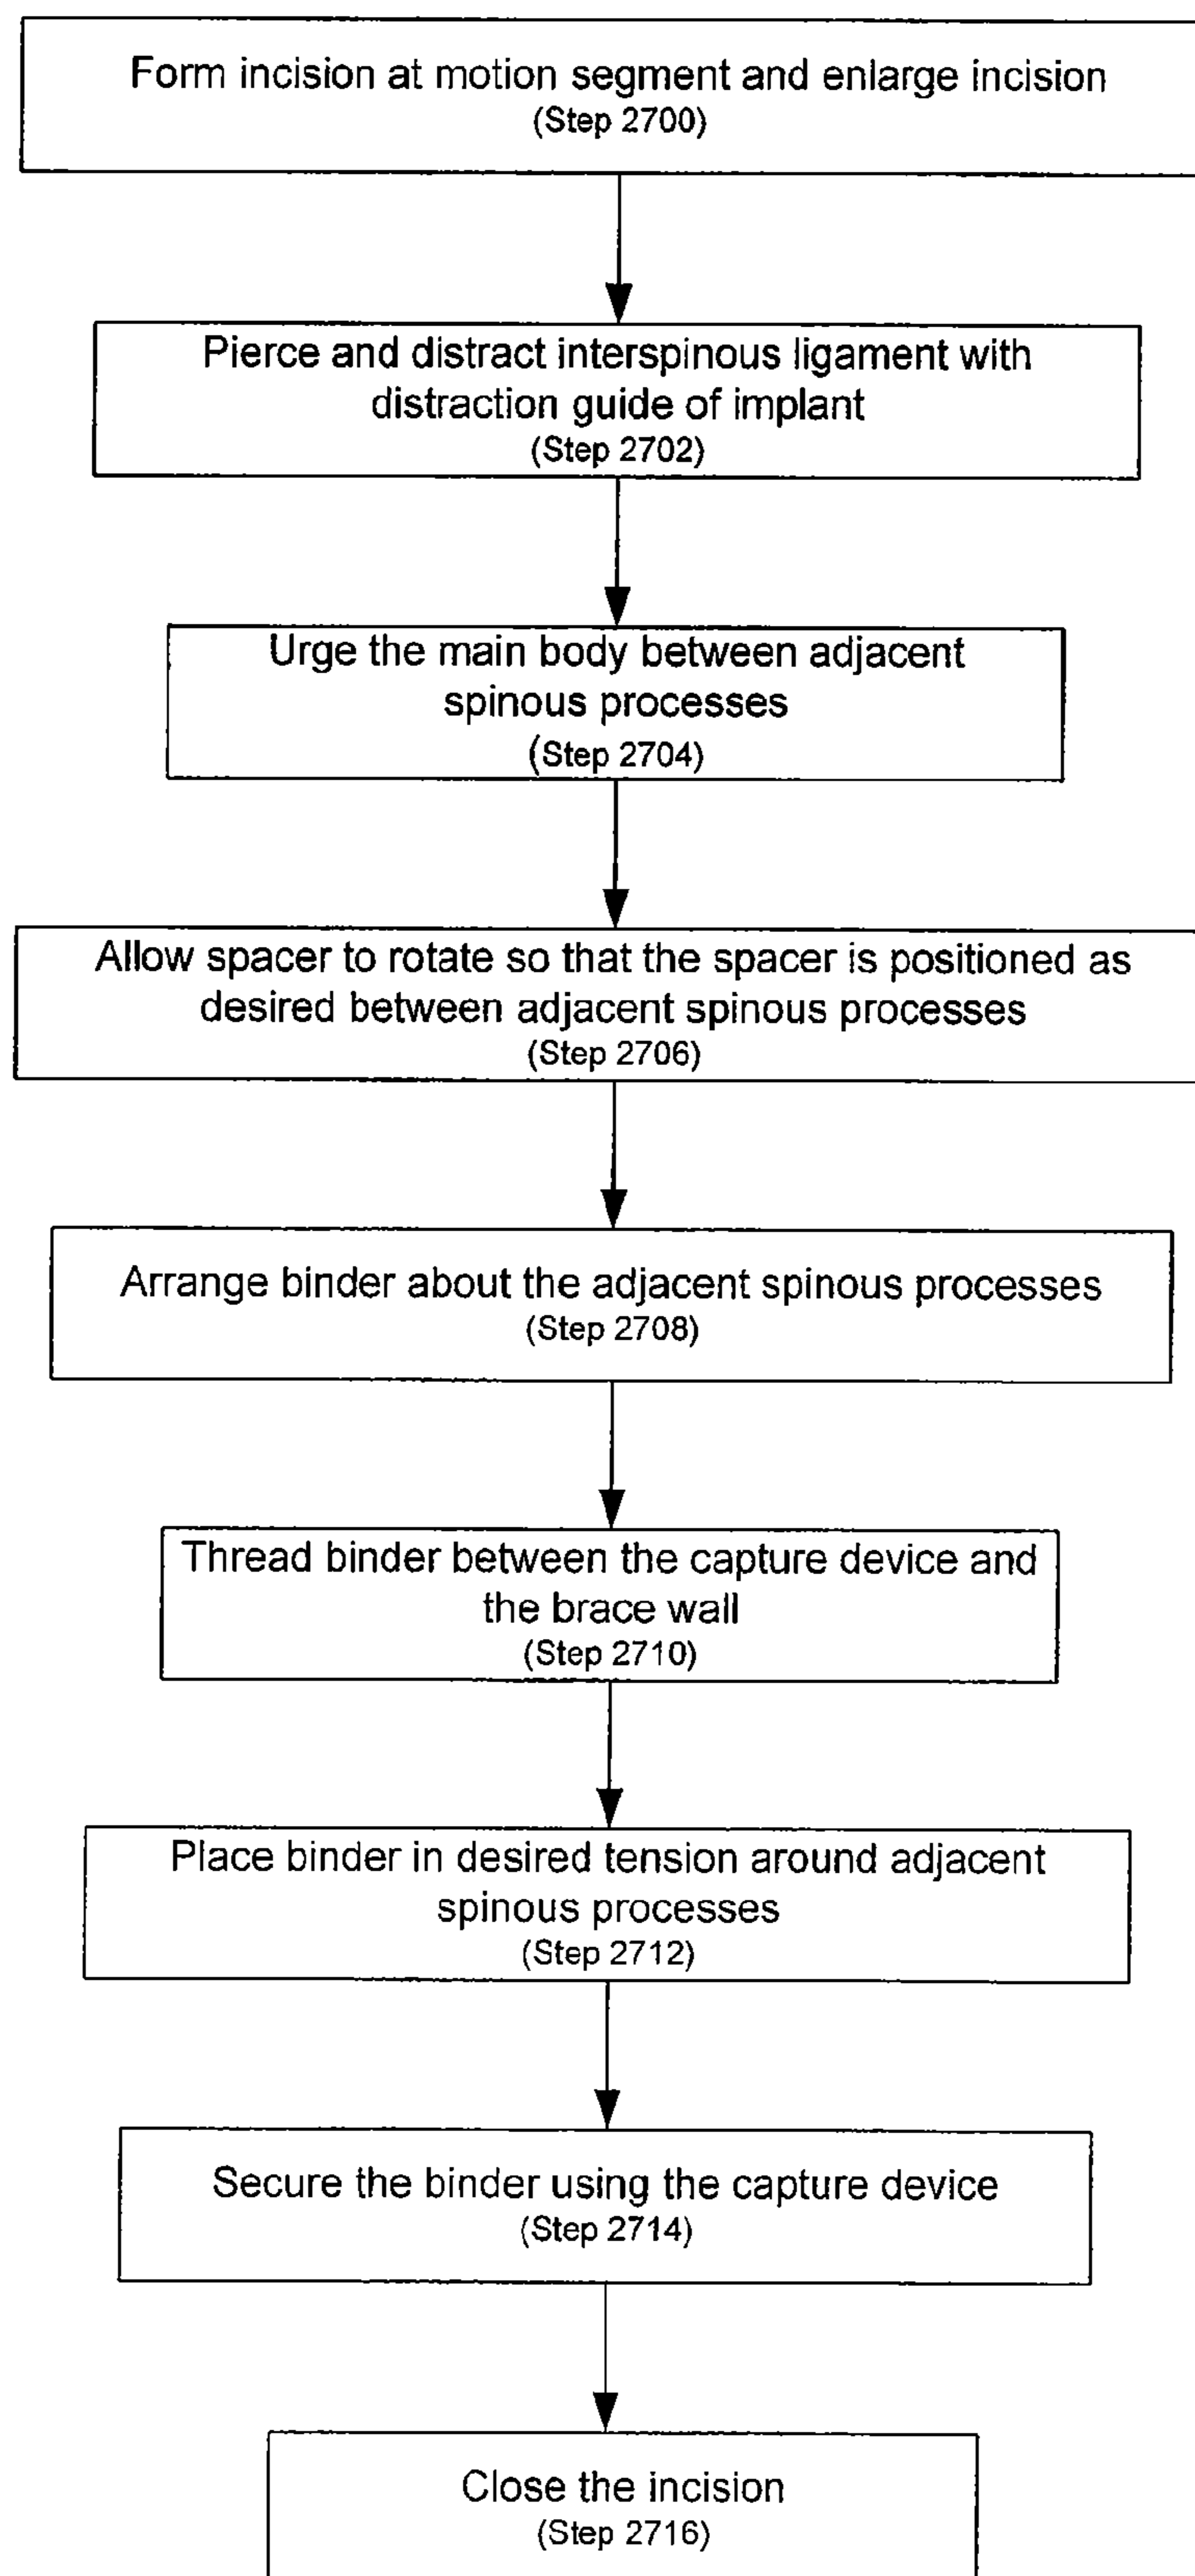 Form incision at motion segment and enlarge incision
(Step 2700)
Pierce and distract interspinous ligament with
distraction guide of implant
(Step 2702)
Urge the main body between adjacent
spinous processes
(Step 2704)
Allow spacer to rotate so that the spacer is positioned as
desired between adjacent spinous processes
(Step 2706)
Arrange binder about the adjacent spinous processes
(Step 2708)
Thread binder between the capture device and
the brace wall
(Step 2710)
Place binder in desired tension around adjacent
spinous processes
(Step 2712)
Secure the binder using the capture device
(Step 2714)
Close the incision
(Step 2716)